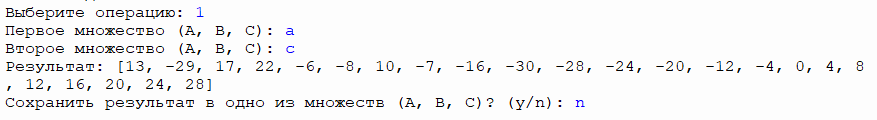 Выберите операцию: 1
Первое множество (A, B, C): a
Второе множество (A, B, C): c
Результат: [13, -29, 17, 22, -6, -8, 10, -7, -16, -30, -28, -24, -20, -12, -4, 0, 4, 8
, 12, 16, 20, 24, 28]
Сохранить результат в одно из множеств (A, B, C)? (y/n): n